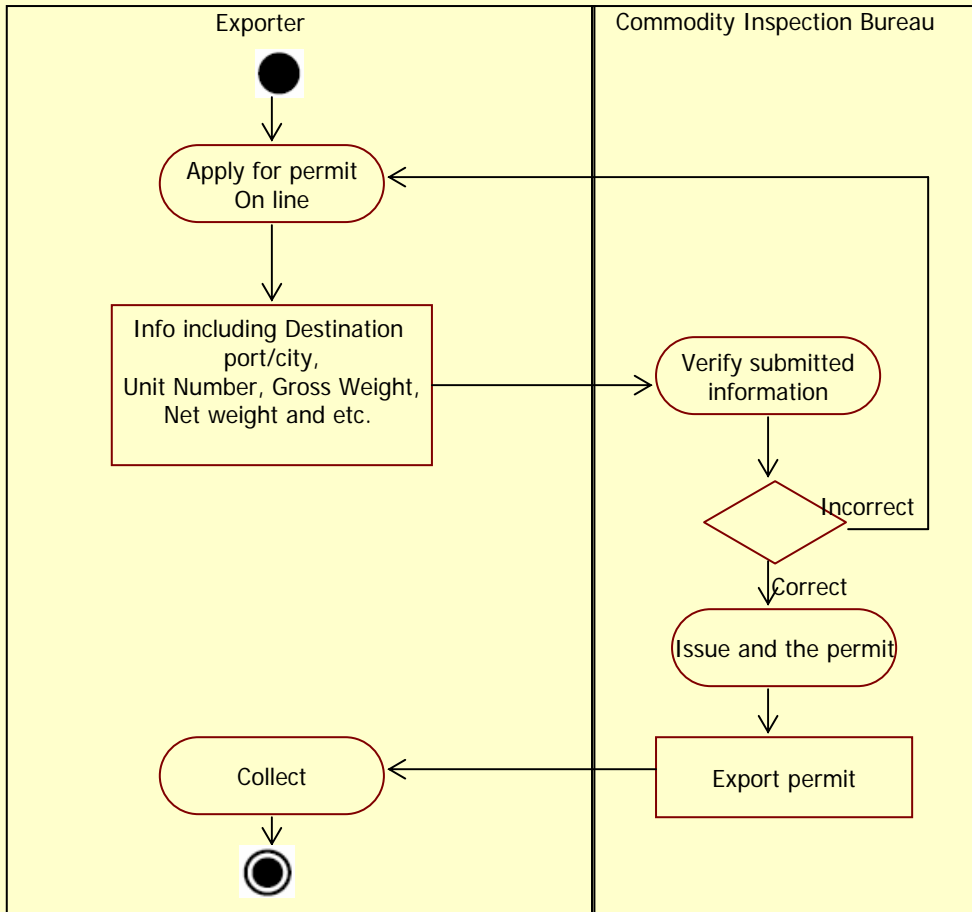 Exporter
Commodity Inspection Bureau
Apply for permit
On line
Info including Destination
port/city,
Unit Number, Gross Weight,
Net weight and etc.
Verify submitted
information
Incorrect
Correct
Issue and the permit
Export permit
Collect